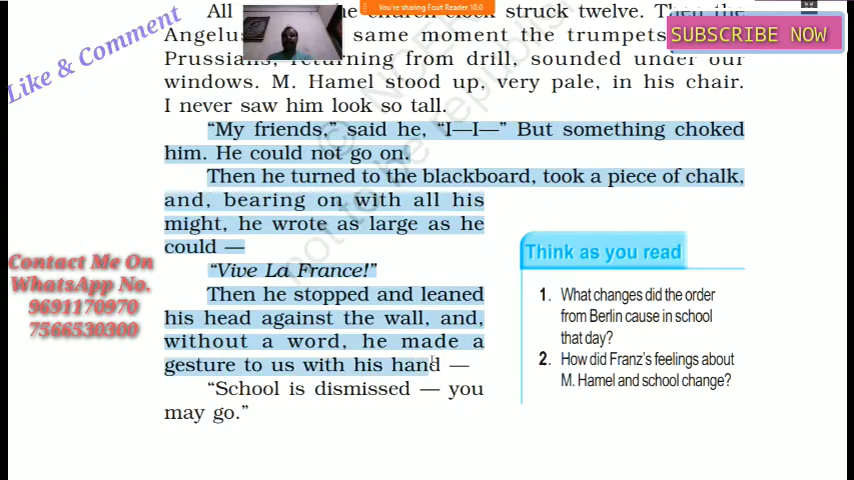 You're sharing Foxit Reader 10.0
All the church clock struck twelve. Then the
Angelus same moment the trumpets
Prussians, returning from drill, sounded under our
windows. M. Hamel stood up, very pale, in his chair.
I never saw him look so tall.
“My friends,” said he, “I—I—” But something choked
him. He could not go on.
Then he turned to the blackboard, took a piece of chalk,
and, bearing on with all his
might, he wrote as large as he
could —
“Vive La France!”
Then he stopped and leaned
his head against the wall, and,
without a word, he made a
gesture to us with his hand —
“School is dismissed — you
may go.”
Think as you read
1. What changes did the order
from Berlin cause in school
that day?
2. How did Franz’s feelings about
M. Hamel and school change?
Like & Comment
SUBSCRIBE NOW
Contact Me On
WhatsApp No.
9691170970
7566530300
not to be republished